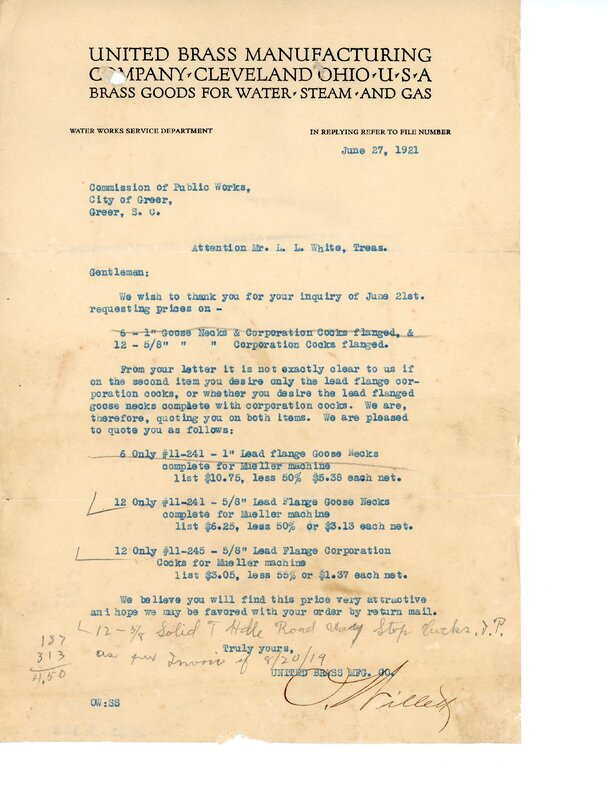 UNITED BRASS MANUFACTURING
COMPANY·CLEVELAND OHIO·U·S·A
BRASS GOODS FOR WATER·STEAM·AND GAS
WATER WORKS SERVICE DEPARTMENT
IN REPLYING REFER TO FILE NUMBER
June 27, 1921
Commission of Public Works,
City of Greer,
Greer, S. C.
Attention Mr. L. L. White, Treas.
Gentlemen;
We wish to thank you for your inquiry of June 21st.
requesting prices on -
6 - 1" Goose Necks & Corporation Cocks flanged, &
12 - 5/8" " " Corporation Cocks flanged.
From your letter it is not exactly clear to us if
on the second item you desire only the lead flange cor-
poration cocks, or whether you desire the lead flanged
goose necks complete with corporation cocks. We are,
therefore, quoting you on both items. We are pleased
to quote you as follows:
6 Only #11-241 - 1" Lead flange Goose Necks
complete for Mueller machine
list $10.75, less 50% $5.38 each net.
12 Only #11-241 - 5/8" Lead Flange Goose Necks
complete for Mueller machine
list $6.25, less 50% or $3.13 each net.
12 Only #11-245 - 5/8" Lead Flange Corporation
Cocks for Mueller machine
list $3.05, less 55% or $1.37 each net.
We believe you will find this price very attractive
and hope we may be favored with your order by return mail.
12 - 5/8 Solid T Hdle Road way Stop Cocks. D.P.
as per Invoice of 8/20/19
137
313
4,50
Truly yours,
UNITED BRASS MFG. CO.
Willett
OW:SS